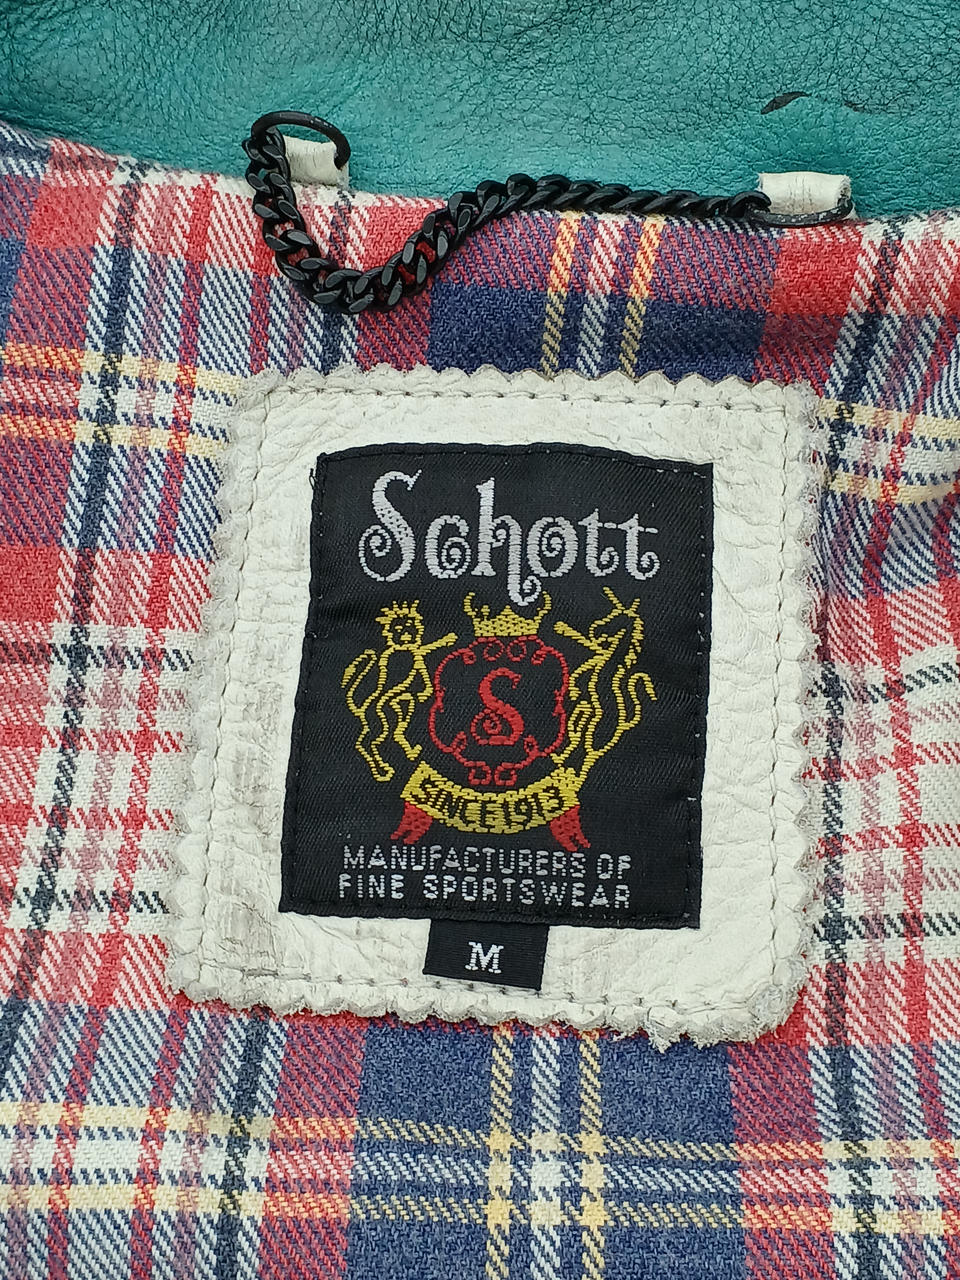 Schott
S
SINCE 1913
MANUFACTURERS OF
FINE SPORTSWEAR
M